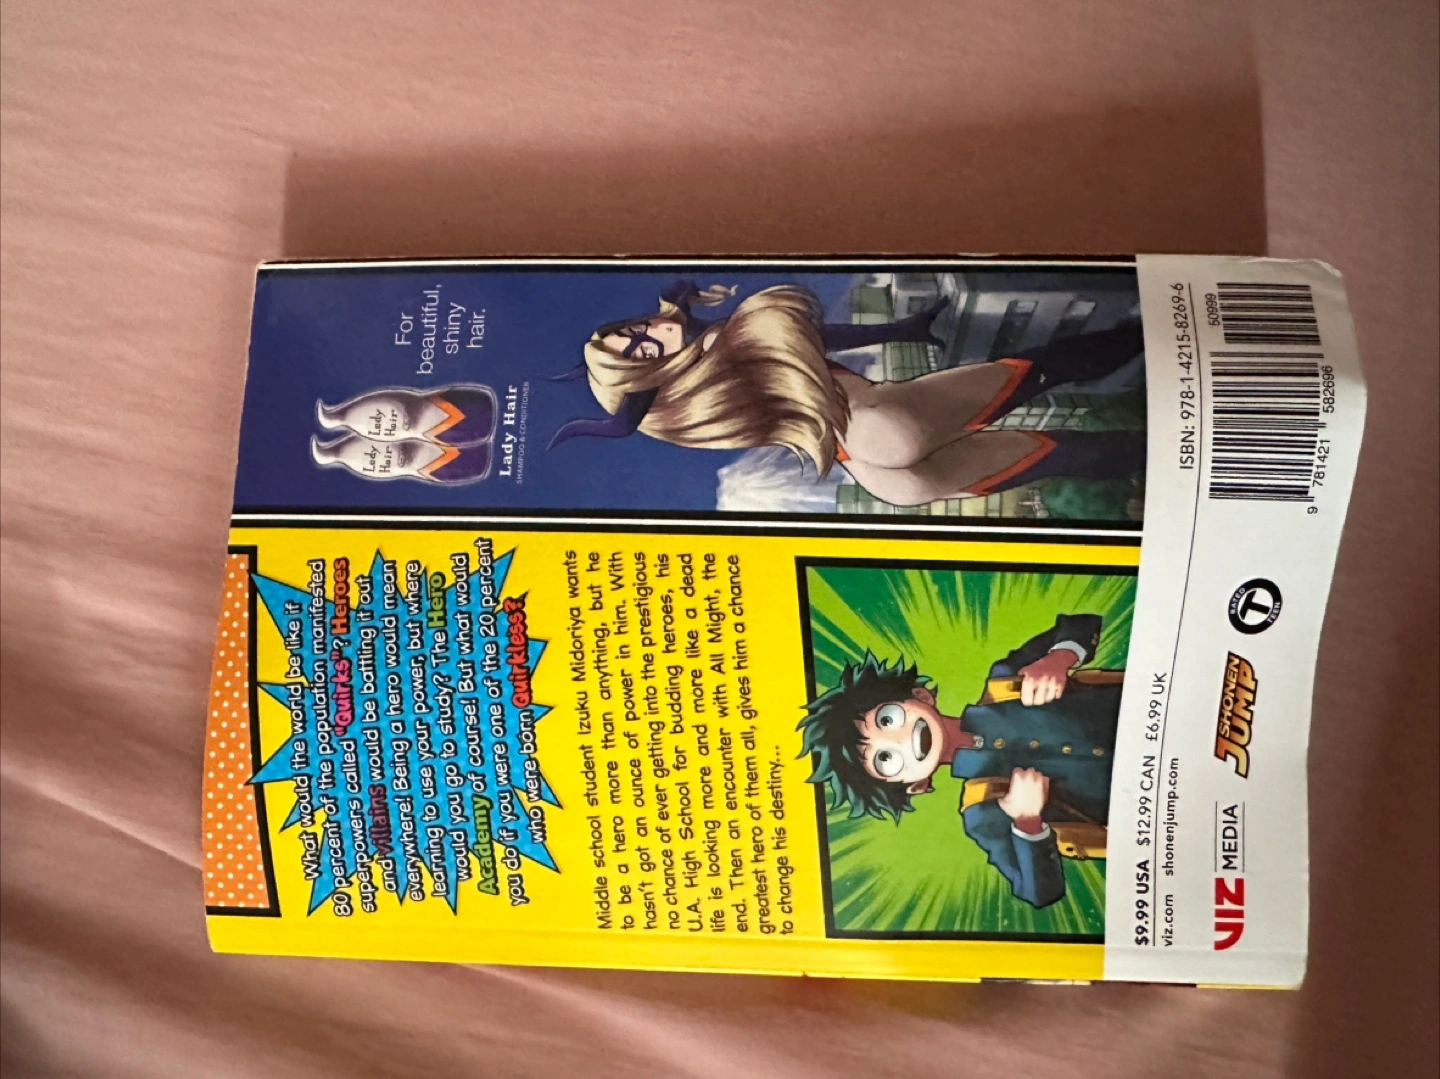 What would the world be like if
80 percent of the population manifested
superpowers called "Quirks"? Heroes
and villains would be battling it out
everywhere! Being a hero would mean
learning to use your power, but where
would you go to study? The Hero
Academy of course! But what would
you do if you were one of the 20 percent
who were born Quirkless?
Middle school student Izuku Midoriya wants
to be a hero more than anything, but he
hasn't got an ounce of power in him. With
no chance of ever getting into the prestigious
U.A. High School for budding heroes, his
life is looking more and more like a dead
end. Then an encounter with All Might, the
greatest hero of them all, gives him a chance
to change his destiny...
For
beautiful,
shiny
hair.
Lady
Hair
Lady
Hair
Lady Hair
SHAMPOO & CONDITIONER
$9.99 USA $12.99 CAN £6.99 UK
viz.com shonenjump.com
VIZ MEDIA
SHONEN
JUMP
RATED
T
TEEN
ISBN: 978-1-4215-8269-6
50999
9 781421 582696